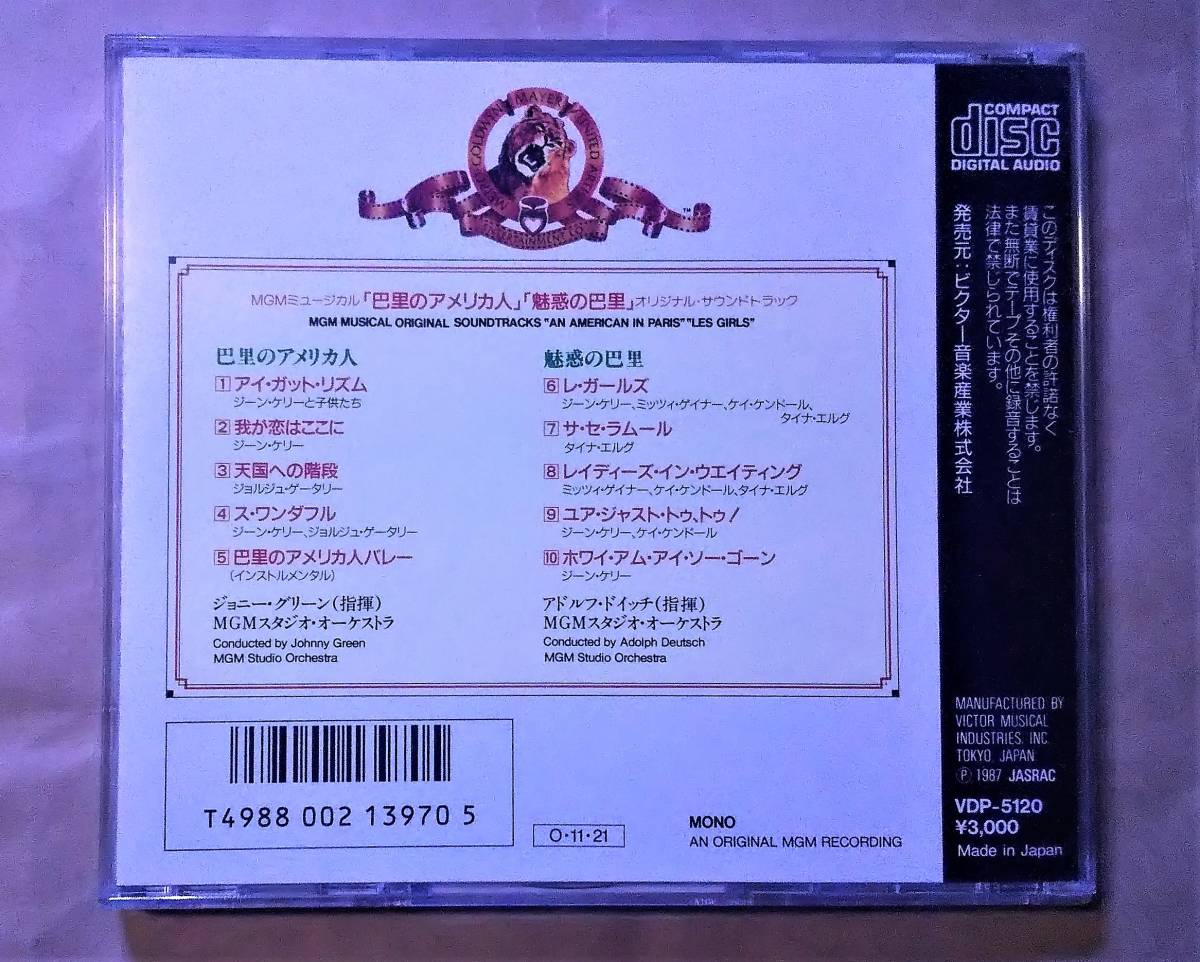 METRO GOLDWYN MAYER UNITED ARTS
ENTERTAINMENT CO.
TM
MGMミュージカル「巴里のアメリカ人」「魅惑の巴里」オリジナル・サウンドトラック
MGM MUSICAL ORIGINAL SOUNDTRACKS "AN AMERICAN IN PARIS" "LES GIRLS"
巴里のアメリカ人
1 アイ・ガット・リズム
ジーン・ケリーと子供たち
2 我が恋はここに
ジーン・ケリー
3 天国への階段
ジョルジュ・ゲータリー
4 ス・ワンダフル
ジーン・ケリー、ジョルジュ・ゲータリー
5 巴里のアメリカ人バレー
(インストルメンタル)
ジョニー・グリーン(指揮)
MGMスタジオ・オーケストラ
Conducted by Johnny Green
MGM Studio Orchestra
魅惑の巴里
6 レ・ガールズ
ジーン・ケリー、ミッツィ・ゲイナー、ケイ・ケンドール、
タイナ・エルグ
7 サ・セ・ラムール
タイナ・エルグ
8 レイディーズ・イン・ウエイティング
ミッツィ・ゲイナー、ケイ・ケンドール、タイナ・エルグ
9 ユア・ジャスト・トゥ、トゥ!
ジーン・ケリー、ケイ・ケンドール
10 ホワイ・アム・アイ・ソー・ゴーン
ジーン・ケリー
アドルフ・ドイッチ(指揮)
MGMスタジオ・オーケストラ
Conducted by Adolph Deutsch
MGM Studio Orchestra
T4988 002 13970 5
O・11・21
MONO
AN ORIGINAL MGM RECORDING
COMPACT
disc
DIGITAL AUDIO
このディスクは権利者の許諾なく
賃貸業に使用することを禁じます。
また無断でテープその他に録音することは
法律で禁じられています。
発売元:ビクター音楽産業株式会社
MANUFACTURED BY
VICTOR MUSICAL
INDUSTRIES, INC.
TOKYO, JAPAN
Ⓟ 1987 JASRAC
VDP-5120
¥3,000
Made in Japan